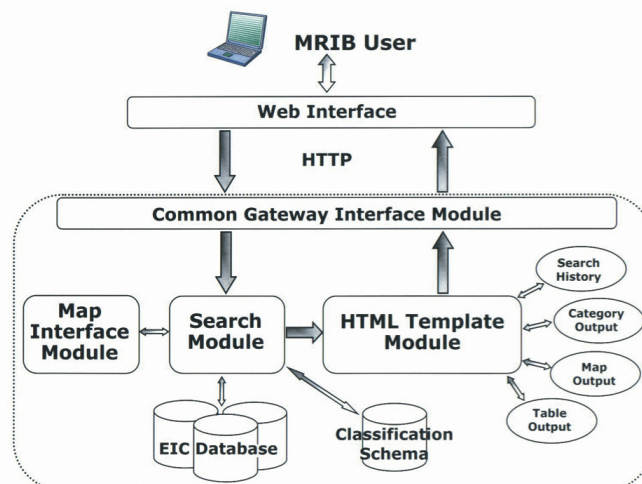 MRIB User
Web Interface
HTTP
Common Gateway Interface Module
Map
Interface
Module
Search
Module
HTML Template
Module
Search
History
Category
Output
Map
Output
Table
Output
EIC Database
Classification
Schema